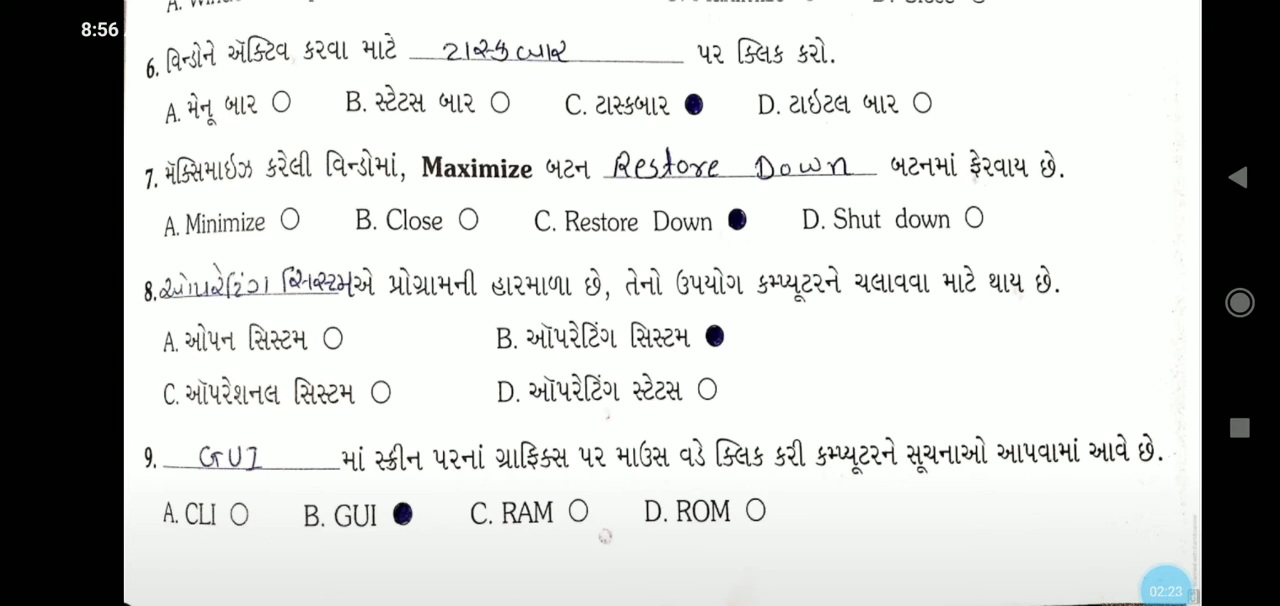 8:56
6. વિન્ડોને ઍક્ટિવ કરવા માટે ટાસ્કબાર પર ક્લિક કરો.
A. મેનૂ બાર B. સ્ટેટસ બાર C. ટાસ્કબાર D. ટાઇટલ બાર
7. મૅક્સિમાઇઝ કરેલી વિન્ડોમાં, Maximize બટન Restore Down બટનમાં ફેરવાય છે.
A. Minimize B. Close C. Restore Down D. Shut down
8. ઓપરેટિંગ સિસ્ટમએ પ્રોગ્રામની હારમાળા છે, તેનો ઉપયોગ કમ્પ્યૂટરને ચલાવવા માટે થાય છે.
A. ઓપન સિસ્ટમ B. ઑપરેટિંગ સિસ્ટમ
C. ઑપરેશનલ સિસ્ટમ D. ઑપરેટિંગ સ્ટેટસ
9. GUI માં સ્ક્રીન પરનાં ગ્રાફિક્સ પર માઉસ વડે ક્લિક કરી કમ્પ્યૂટરને સૂચનાઓ આપવામાં આવે છે.
A. CLI B. GUI C. RAM D. ROM
02:23